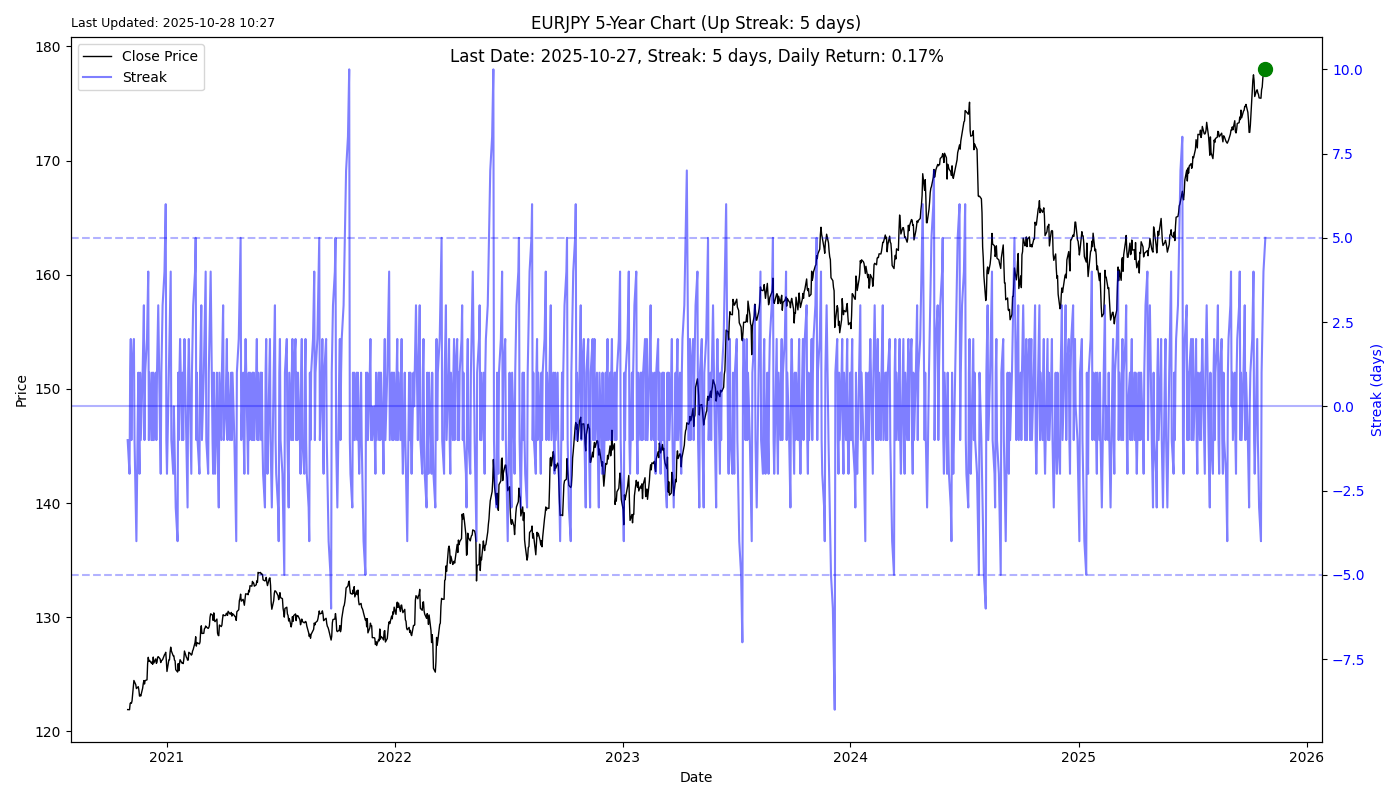 Last Updated: 2025-10-28 10:27
EURJPY 5-Year Chart (Up Streak: 5 days)
Last Date: 2025-10-27, Streak: 5 days, Daily Return: 0.17%
Close Price
Streak
180
170
160
150
140
130
120
Price
10.0
7.5
5.0
2.5
0.0
−2.5
−5.0
−7.5
Streak (days)
2021
2022
2023
2024
2025
2026
Date